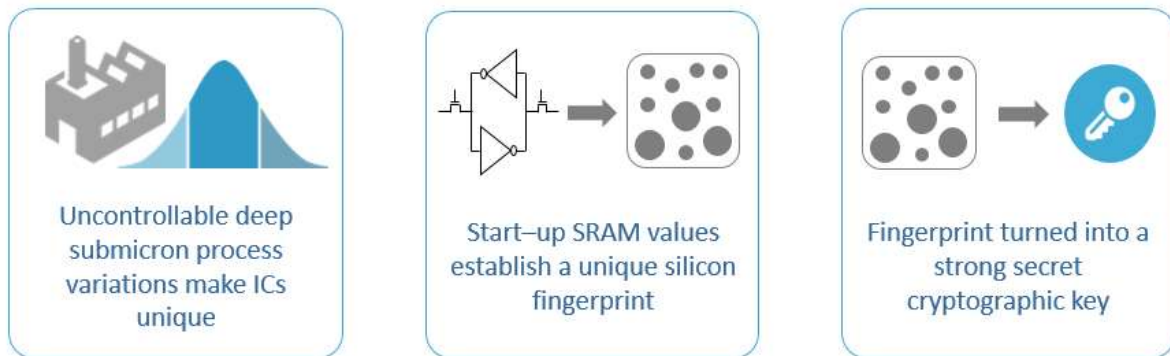 Uncontrollable deep
submicron process
variations make ICs
unique
Start–up SRAM values
establish a unique silicon
fingerprint
Fingerprint turned into a
strong secret
cryptographic key